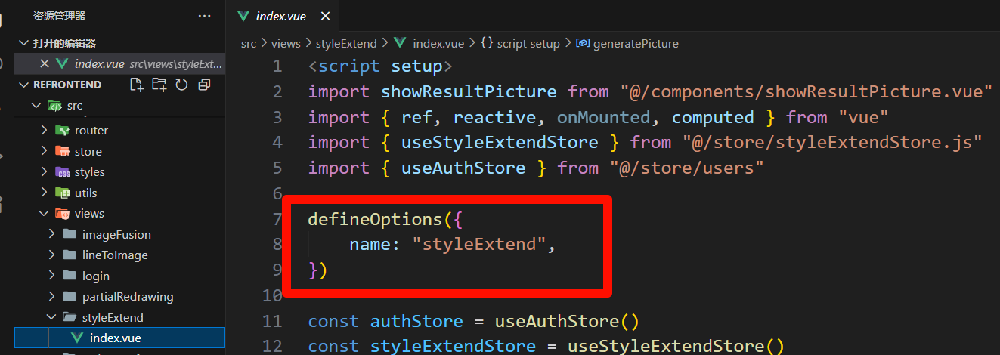 资源管理器 ···
打开的编辑器
index.vue src\views\styleExt...
REFRONTEND
src
router
store
styles
utils
views
imageFusion
lineToImage
login
partialRedrawing
styleExtend
index.vue
index.vue
src > views > styleExtend > index.vue > {} script setup > generatePicture
1 <script setup>
2 import showResultPicture from "@/components/showResultPicture.vue"
3 import { ref, reactive, onMounted, computed } from "vue"
4 import { useStyleExtendStore } from "@/store/styleExtendStore.js"
5 import { useAuthStore } from "@/store/users"
6
7 defineOptions({
8 name: "styleExtend",
9 })
10
11 const authStore = useAuthStore()
12 const styleExtendStore = useStyleExtendStore()